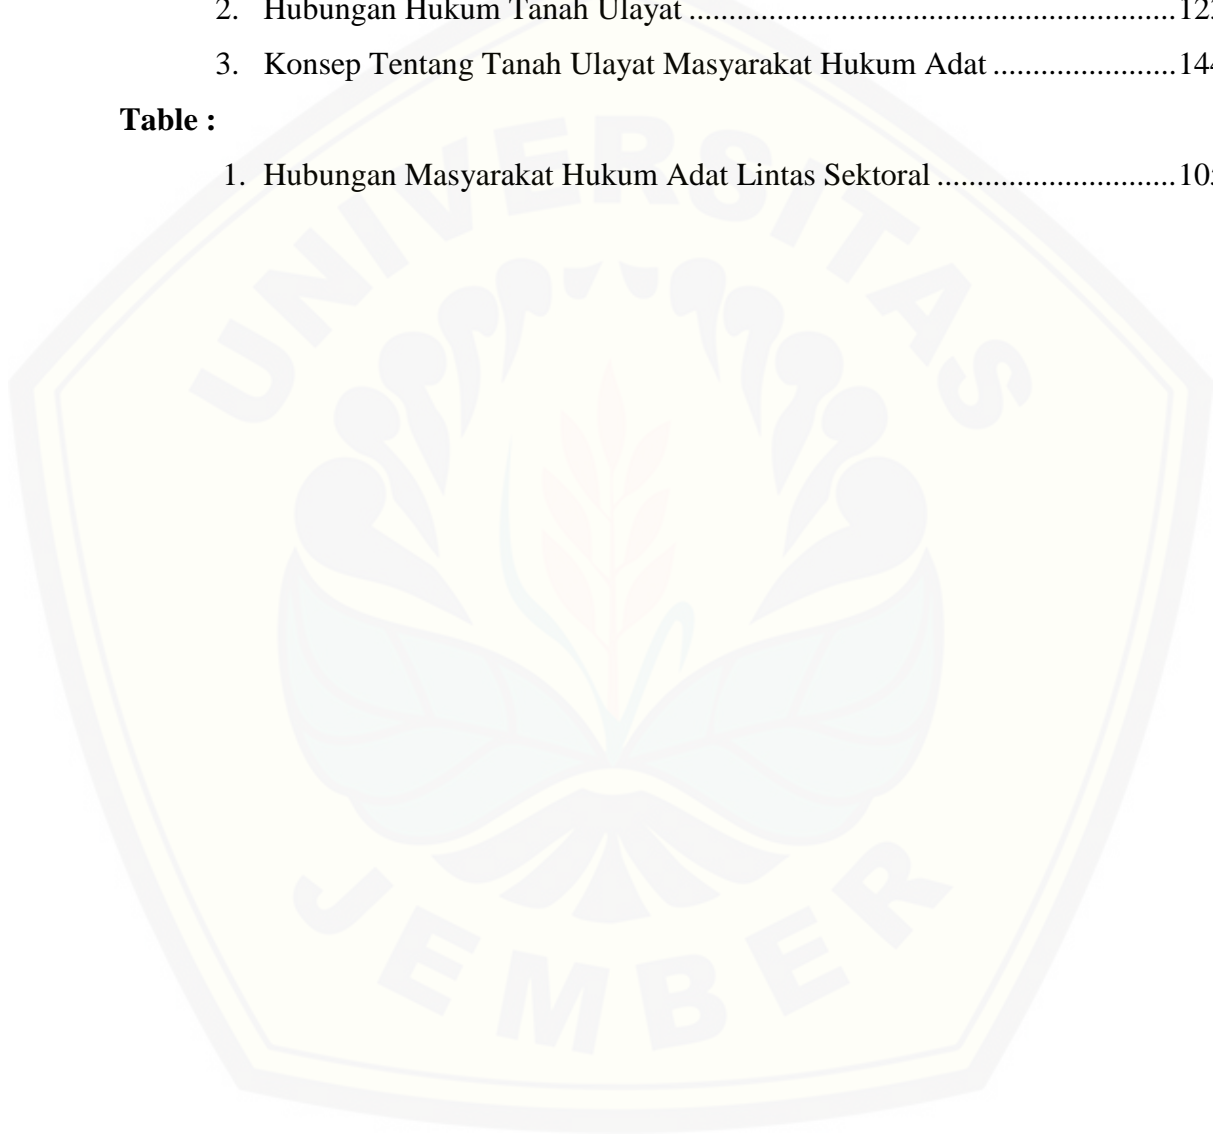 2. Hubungan Hukum Tanah Ulayat ............................................................. 12
3. Konsep Tentang Tanah Ulayat Masyarakat Hukum Adat ....................... 144
Table :
1. Hubungan Masyarakat Hukum Adat Lintas Sektoral .............................. 10
UNIVERSITAS
JEMBER